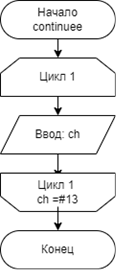 Начало
continuee
Цикл 1
Ввод: ch
Цикл 1
ch =#13
Конец